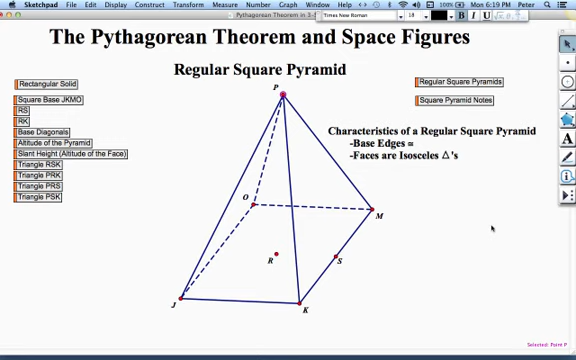 Sketchpad File Edit Display Construct Transform Measure Number Graph Window Help 100% Mon 6:19 PM Peter
Pythagorean Theorem in 3-
Times New Roman 18 B I U
The Pythagorean Theorem and Space Figures
Regular Square Pyramid
Rectangular Solid
Square Base JKMO
RS
RK
Base Diagonals
Altitude of the Pyramid
Slant Height (Altitude of the Face)
Triangle RSK
Triangle PRK
Triangle PRS
Triangle PSK
Regular Square Pyramids
Square Pyramid Notes
Characteristics of a Regular Square Pyramid
-Base Edges ≅
-Faces are Isosceles △'s
P
O
M
R
S
J
K
A
Selected: Point P